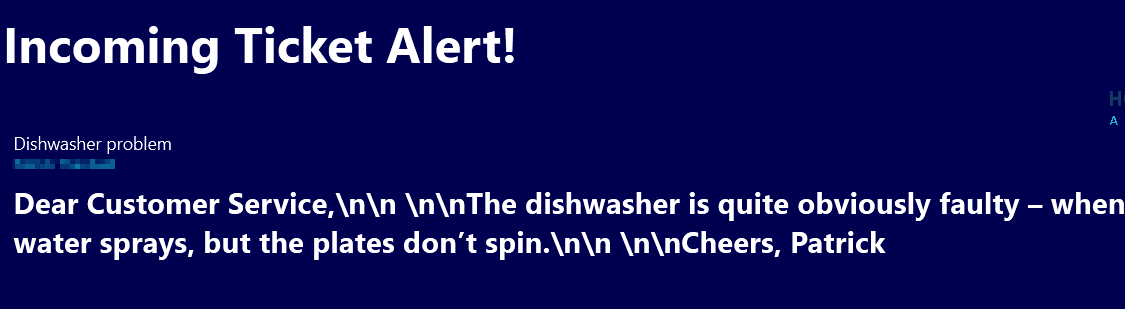 Incoming Ticket Alert!
A
Dishwasher problem
Dear Customer Service,\n\n \n\nThe dishwasher is quite obviously faulty – when
water sprays, but the plates don’t spin.\n\n \n\nCheers, Patrick